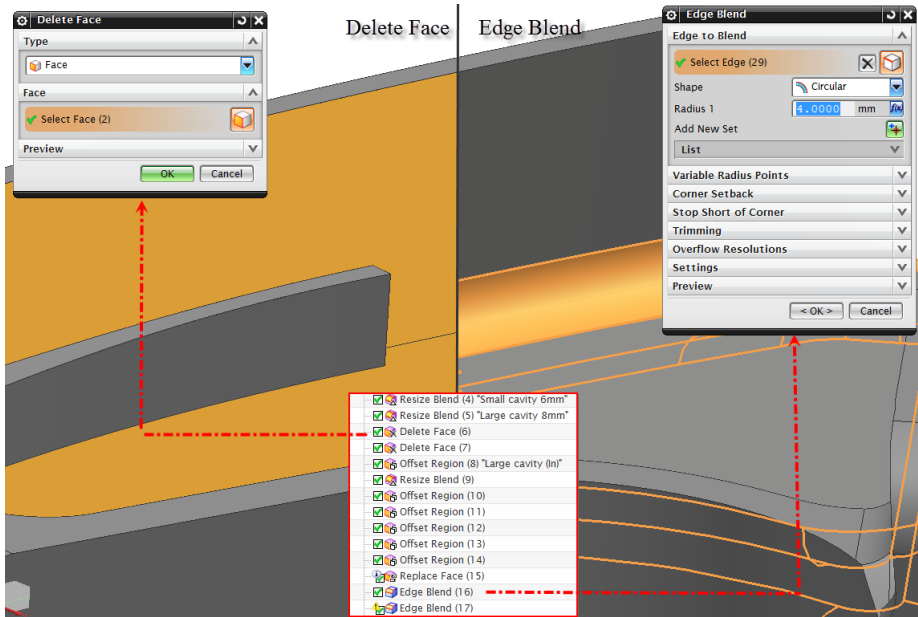 Delete Face
Type
Face
Face
Select Face (2)
Preview
OK
Cancel
Delete Face
Edge Blend
Edge Blend
Edge to Blend
Select Edge (29)
Shape
Circular
Radius 1
4.0000
mm
f(x)
Add New Set
List
Variable Radius Points
Corner Setback
Stop Short of Corner
Trimming
Overflow Resolutions
Settings
Preview
< OK >
Cancel
Resize Blend (4) "Small cavity 6mm"
Resize Blend (5) "Large cavity 8mm"
Delete Face (6)
Delete Face (7)
Offset Region (8) "Large cavity (In)"
Resize Blend (9)
Offset Region (10)
Offset Region (11)
Offset Region (12)
Offset Region (13)
Offset Region (14)
Replace Face (15)
Edge Blend (16)
Edge Blend (17)